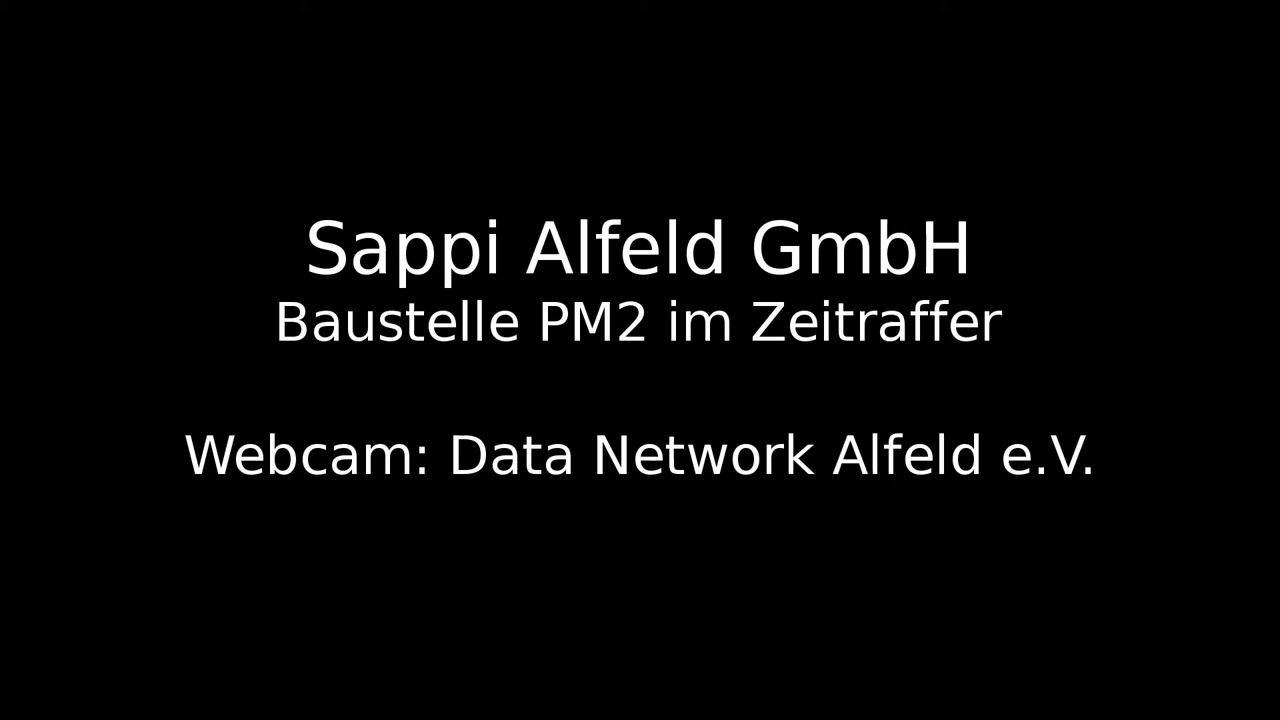 Sappi Alfeld GmbH
Baustelle PM2 im Zeitraffer
Webcam: Data Network Alfeld e.V.